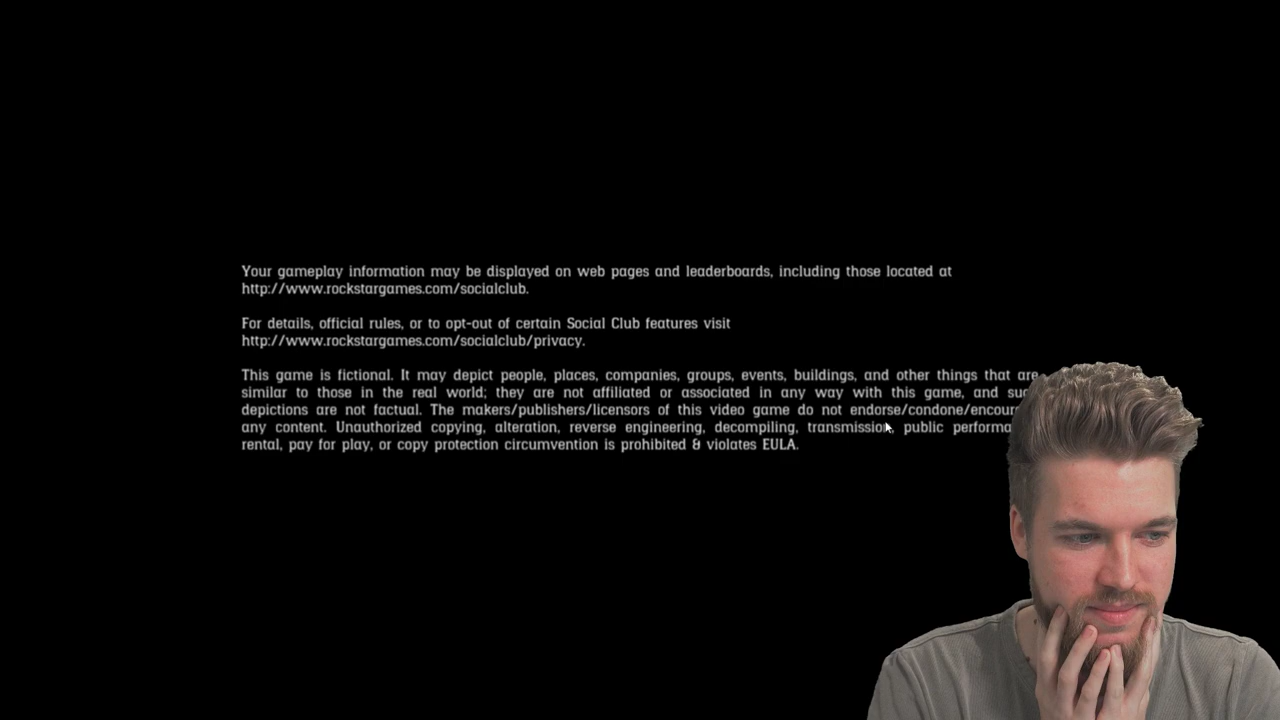 Your gameplay information may be displayed on web pages and leaderboards, including those located at
http://www.rockstargames.com/socialclub.
For details, official rules, or to opt-out of certain Social Club features visit
http://www.rockstargames.com/socialclub/privacy.
This game is fictional. It may depict people, places, companies, groups, events, buildings, and other things that are
similar to those in the real world; they are not affiliated or associated in any way with this game, and
depictions are not factual. The makers/publishers/licensors of this video game do not endorse/condone/
any content. Unauthorized copying, alteration, reverse engineering, decompiling, transmission, public
rental, pay for play, or copy protection circumvention is prohibited & violates EULA.